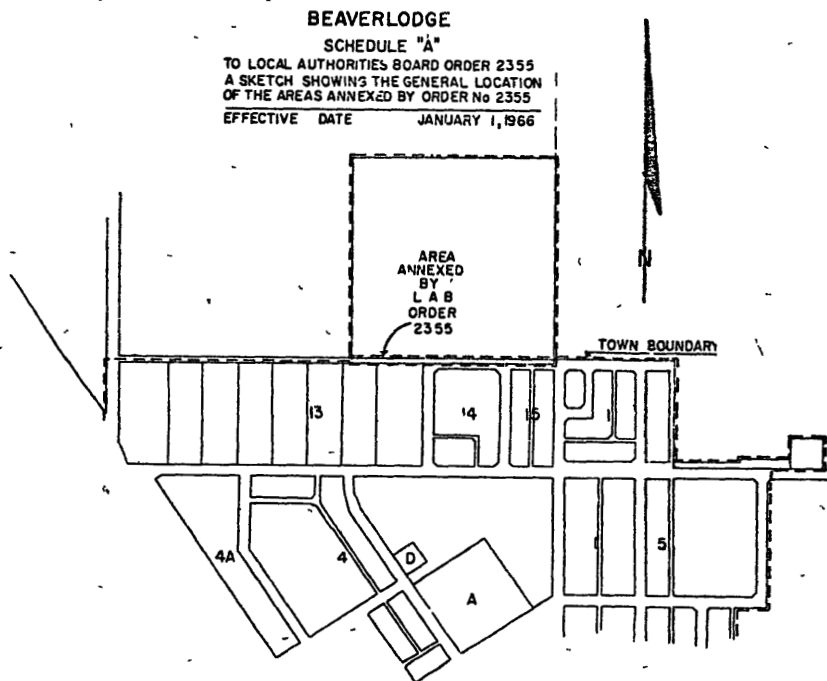 BEAVERLODGE
SCHEDULE "A"
TO LOCAL AUTHORITIES BOARD ORDER 2355
A SKETCH SHOWING THE GENERAL LOCATION
OF THE AREAS ANNEXED BY ORDER No 2355
EFFECTIVE DATE JANUARY 1, 1966
AREA
ANNEXED
BY
L A B
ORDER
2355
N
TOWN BOUNDARY
13
14
15
1
4A
4
D
A
1
5